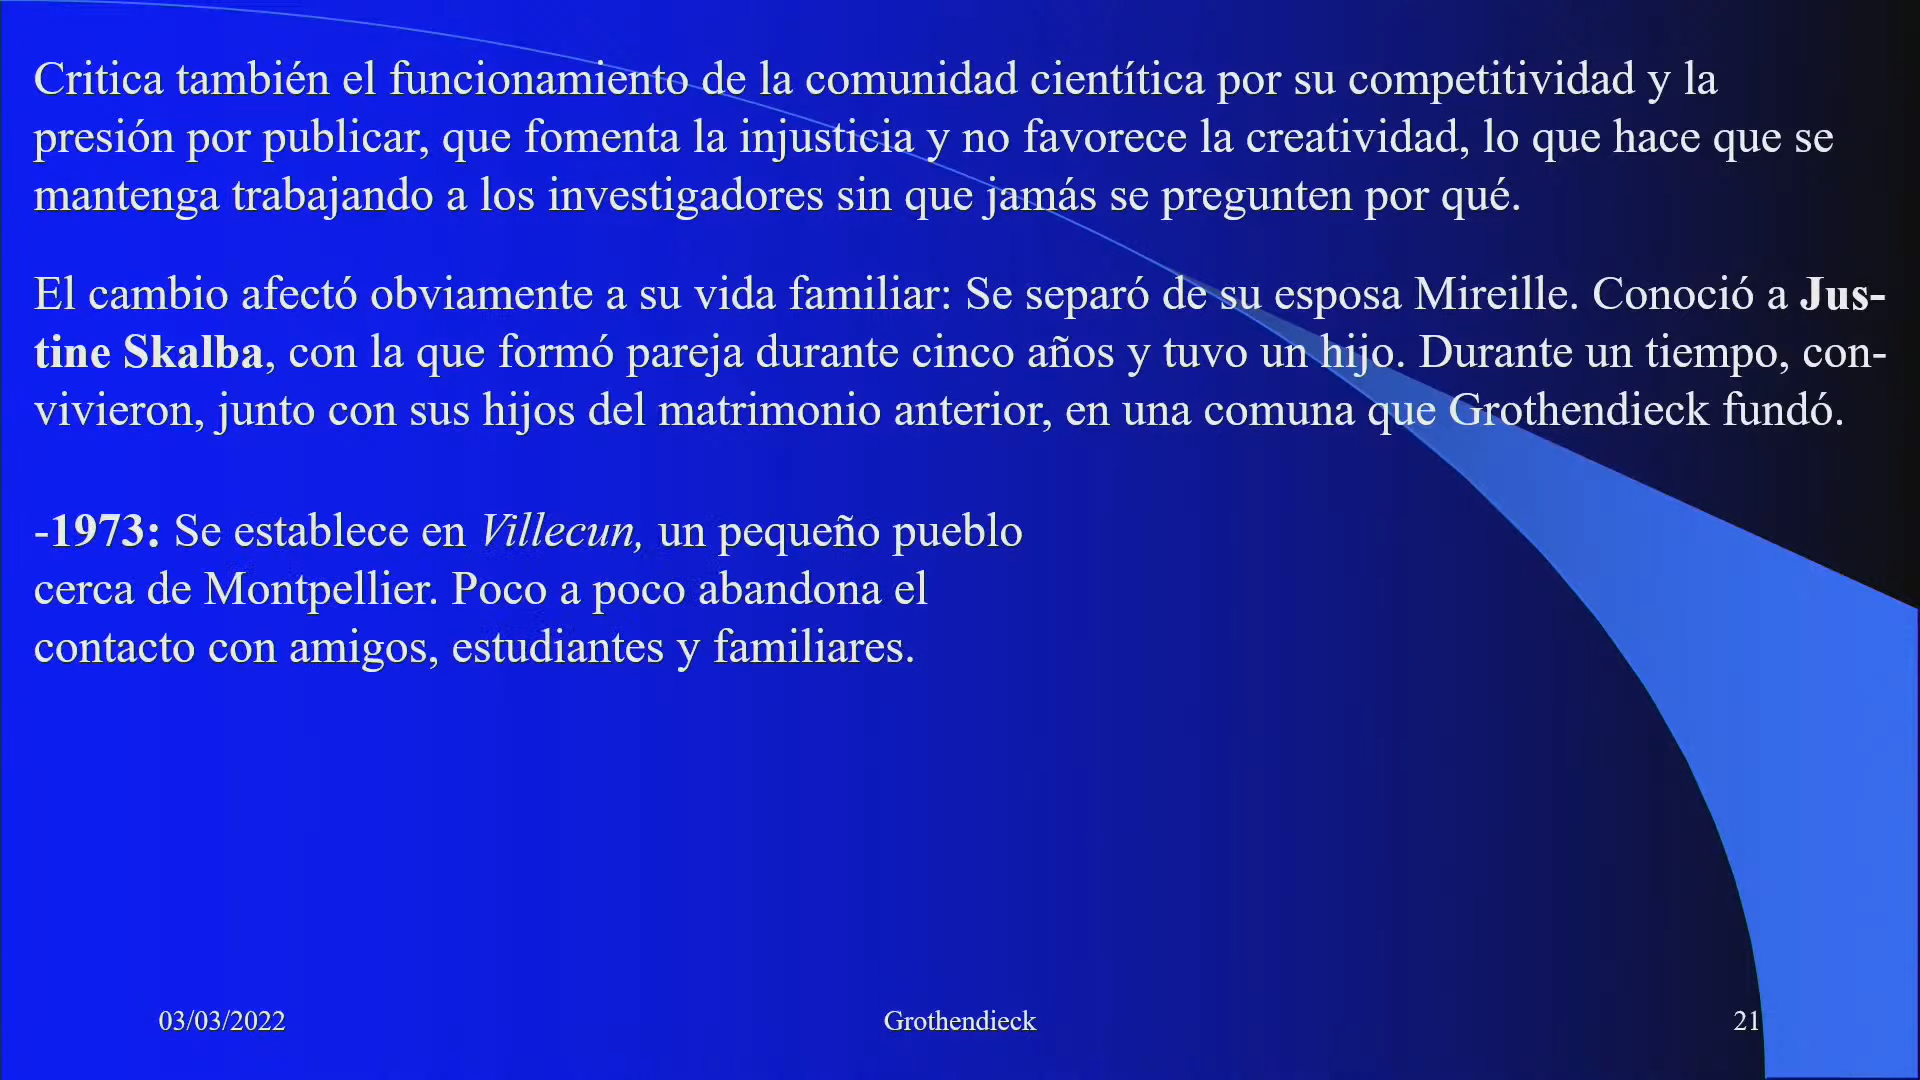 Critica también el funcionamiento de la comunidad científica por su competitividad y la
presión por publicar, que fomenta la injusticia y no favorece la creatividad, lo que hace que se
mantenga trabajando a los investigadores sin que jamás se pregunten por qué.
El cambio afectó obviamente a su vida familiar: Se separó de su esposa Mireille. Conoció a Jus-
tine Skalba, con la que formó pareja durante cinco años y tuvo un hijo. Durante un tiempo, con-
vivieron, junto con sus hijos del matrimonio anterior, en una comuna que Grothendieck fundó.
-1973: Se establece en Villecun, un pequeño pueblo
cerca de Montpellier. Poco a poco abandona el
contacto con amigos, estudiantes y familiares.
03/03/2022
Grothendieck
21